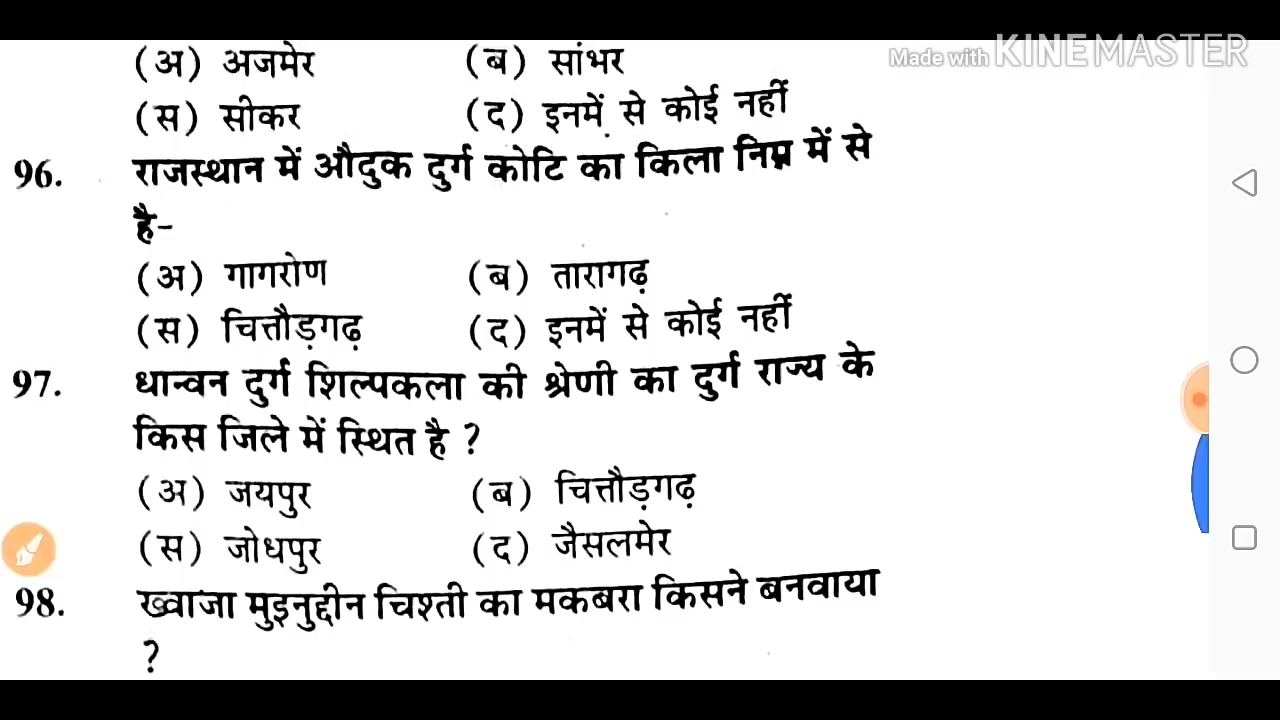 (अ) अजमेर (ब) सांभर
Made with KINEMASTER
(स) सीकर (द) इनमें से कोई नहीं
96. राजस्थान में औदुक दुर्ग कोटि का किला निम्न में से
है-
(अ) गागरोण (ब) तारागढ़
(स) चित्तौड़गढ़ (द) इनमें से कोई नहीं
97. धान्वन दुर्ग शिल्पकला की श्रेणी का दुर्ग राज्य के
किस जिले में स्थित है ?
(अ) जयपुर (ब) चित्तौड़गढ़
(स) जोधपुर (द) जैसलमेर
98. ख्वाजा मुइनुद्दीन चिश्ती का मकबरा किसने बनवाया
?